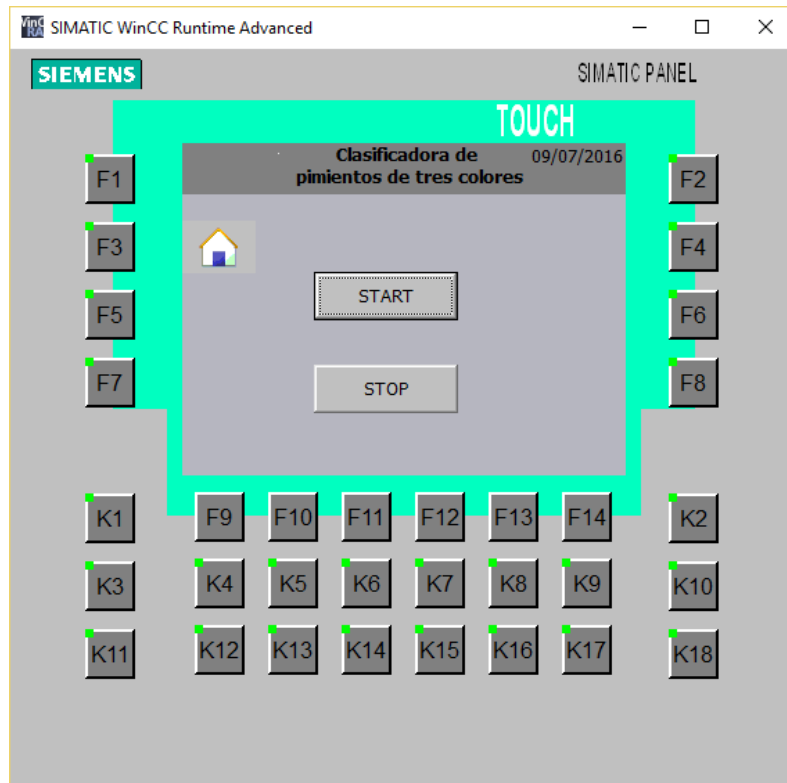 SIMATIC WinCC Runtime Advanced
SIEMENS
SIMATIC PANEL
TOUCH
Clasificadora de
pimientos de tres colores
09/07/2016
F1
F2
F3
F4
START
F5
F6
F7
STOP
F8
K1
F9
F10
F11
F12
F13
F14
K2
K3
K4
K5
K6
K7
K8
K9
K10
K11
K12
K13
K14
K15
K16
K17
K18